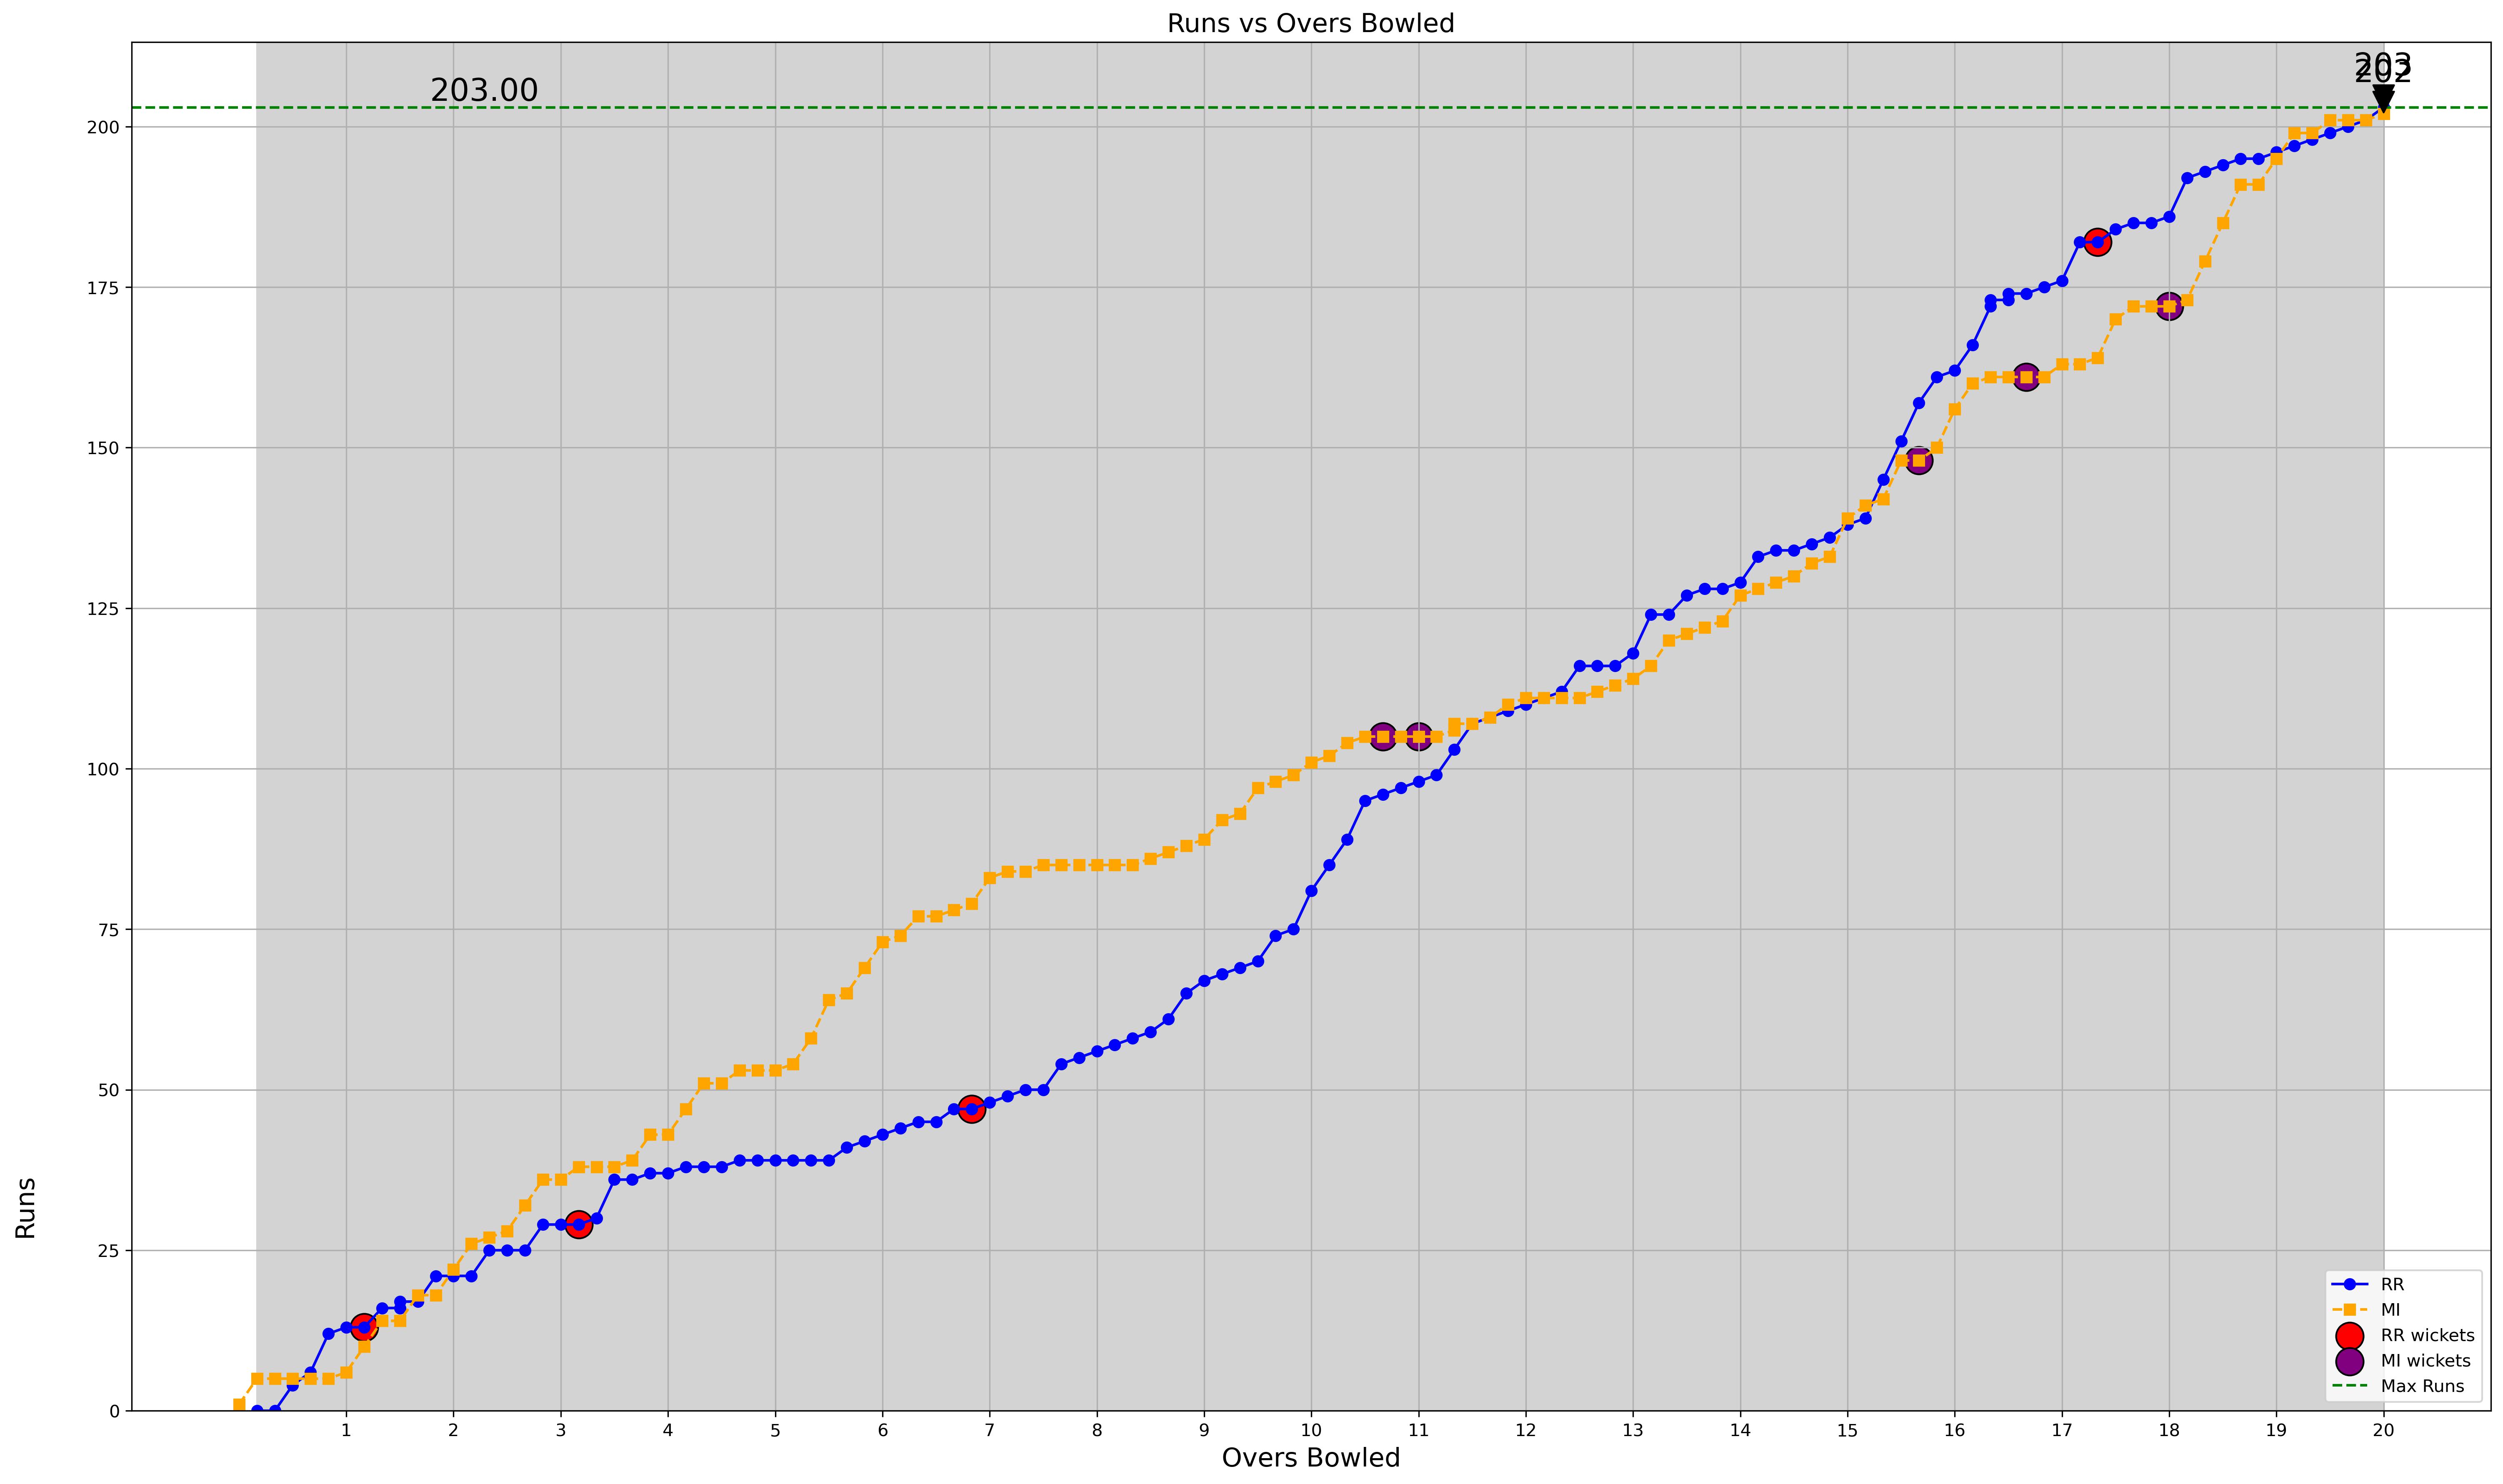 Runs vs Overs Bowled
203
202
203.00
200
175
150
125
100
75
50
25
0
Runs
1 2 3 4 5 6 7 8 9 10 11 12 13 14 15 16 17 18 19 20
Overs Bowled
RR
MI
RR wickets
MI wickets
Max Runs